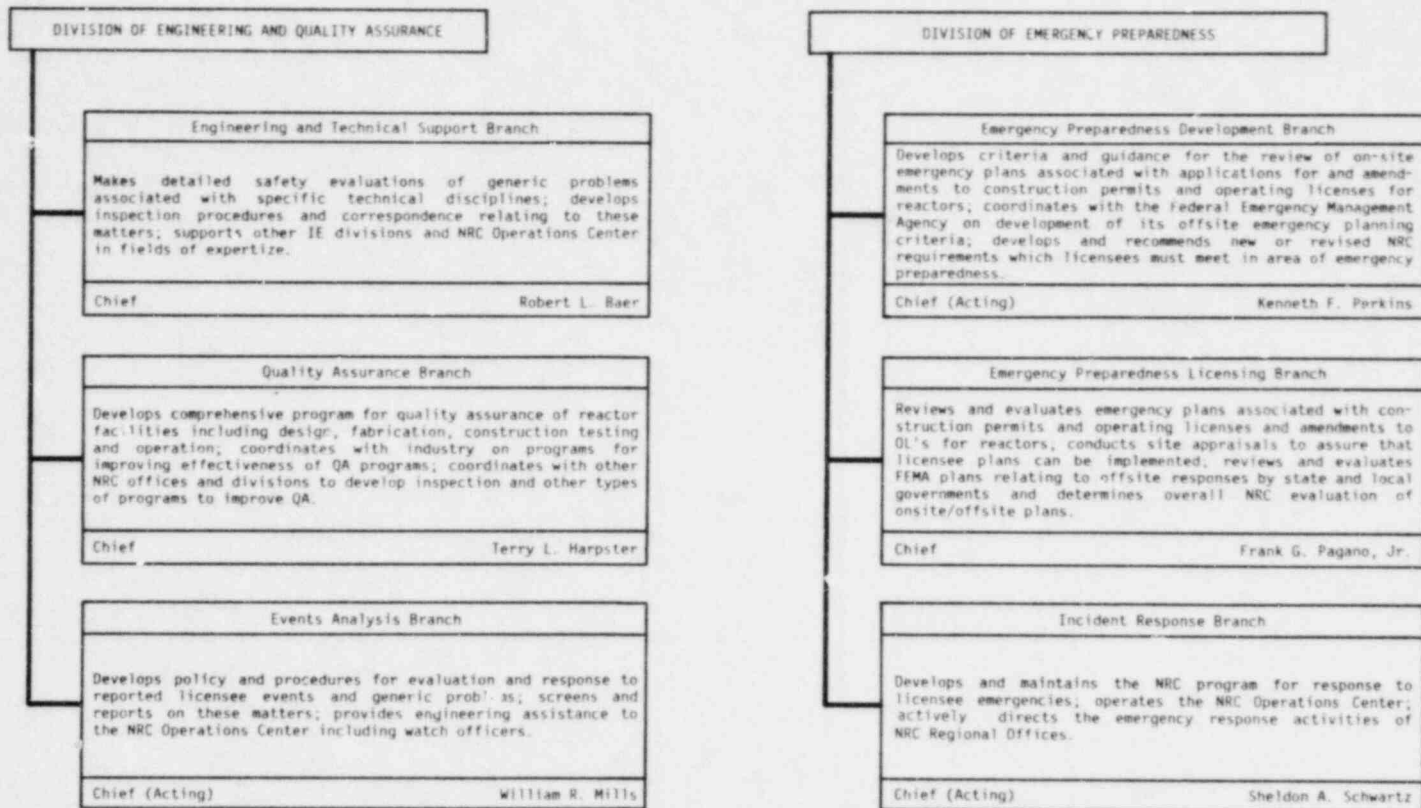 DIVISION OF ENGINEERING AND QUALITY ASSURANCE
Engineering and Technical Support Branch
Makes detailed safety evaluations of generic problems
associated with specific technical disciplines; develops
inspection procedures and correspondence relating to these
matters; supports other IE divisions and NRC Operations Center
in fields of expertize.
Chief Robert L. Baer
Quality Assurance Branch
Develops comprehensive program for quality assurance of reactor
facilities including design, fabrication, construction testing
and operation; coordinates with industry on programs for
improving effectiveness of QA programs; coordinates with other
NRC offices and divisions to develop inspection and other types
of programs to improve QA.
Chief Terry L. Harpster
Events Analysis Branch
Develops policy and procedures for evaluation and response to
reported licensee events and generic screens and
reports on these matters; provides engineering assistance to
the NRC Operations Center including watch officers.
Chief (Acting) William R. Mills
DIVISION OF EMERGENCY PREPAREDNESS
Emergency Preparedness Development Branch
Develops criteria and guidance for the review of on-site
emergency plans associated with applications for and amend-
ments to construction permits and operating licenses for
reactors; coordinates with the Federal Emergency Management
Agency on development of its offsite emergency planning
criteria; develops and recommends new or revised NRC
requirements which licensees must meet in area of emergency
preparedness.
Chief (Acting) Kenneth F. Perkins
Emergency Preparedness Licensing Branch
Reviews and evaluates emergency plans associated with con-
struction permits and operating licenses and amendments to
OL's for reactors, conducts site appraisals to assure that
licensee plans can be implemented, reviews and evaluates
FEMA plans relating to offsite responses by state and local
governments and determines overall NRC evaluation of
onsite/offsite plans.
Chief Frank G. Pagano, Jr.
Incident Response Branch
Develops and maintains the NRC program for response to
licensee emergencies; operates the NRC Operations Center;
actively directs the emergency response activities of
NRC Regional Offices.
Chief (Acting) Sheldon A. Schwartz